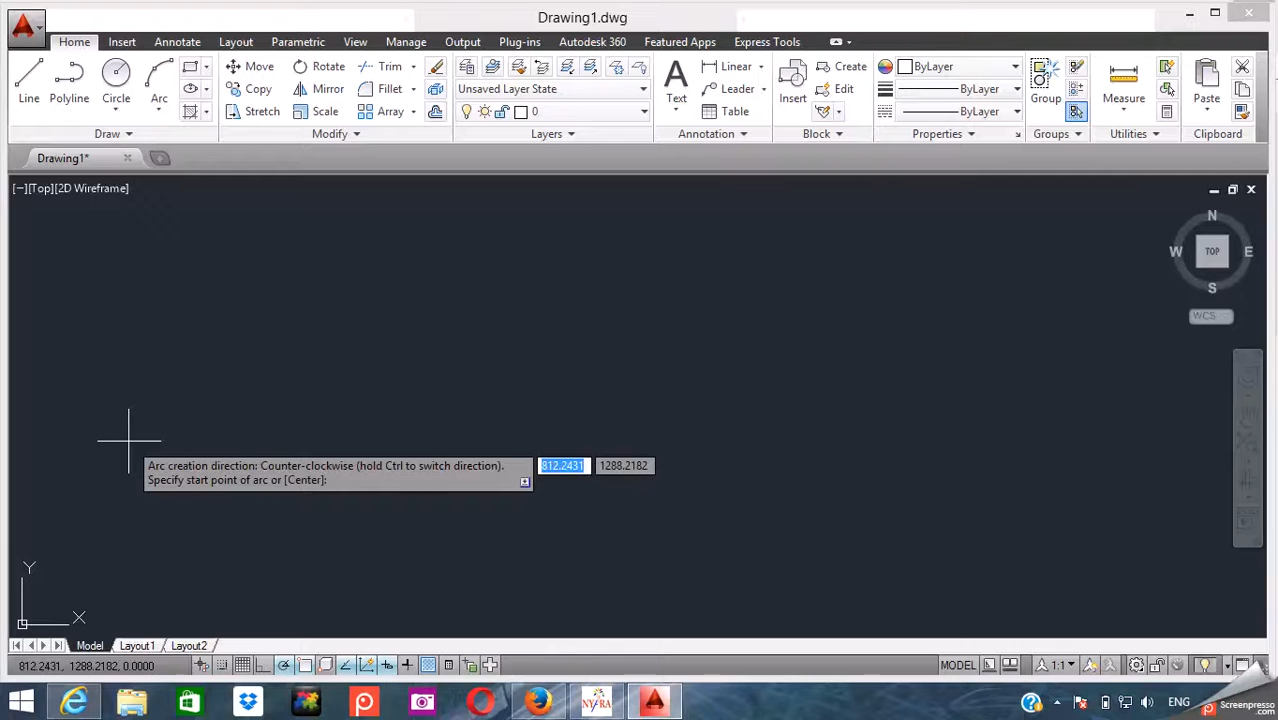 Drawing1.dwg
Home Insert Annotate Layout Parametric View Manage Output Plug-ins Autodesk 360 Featured Apps Express Tools
Line Polyline Circle Arc
Move Rotate Trim
Copy Mirror Fillet
Stretch Scale Array
Unsaved Layer State
0
Text
Linear
Leader
Table
Insert
Create
Edit
ByLayer
ByLayer
ByLayer
Group
Measure
Paste
Draw Modify Layers Annotation Block Properties Groups Utilities Clipboard
Drawing1*
[−][Top][2D Wireframe]
N
W TOP E
S
WCS
Arc creation direction: Counter-clockwise (hold Ctrl to switch direction).
Specify start point of arc or [Center]:
812.2431 1288.2182
Y
X
Model Layout1 Layout2
812.2431, 1288.2182, 0.0000
MODEL 1:1
NYRA
ENG
Screenpresso
.com